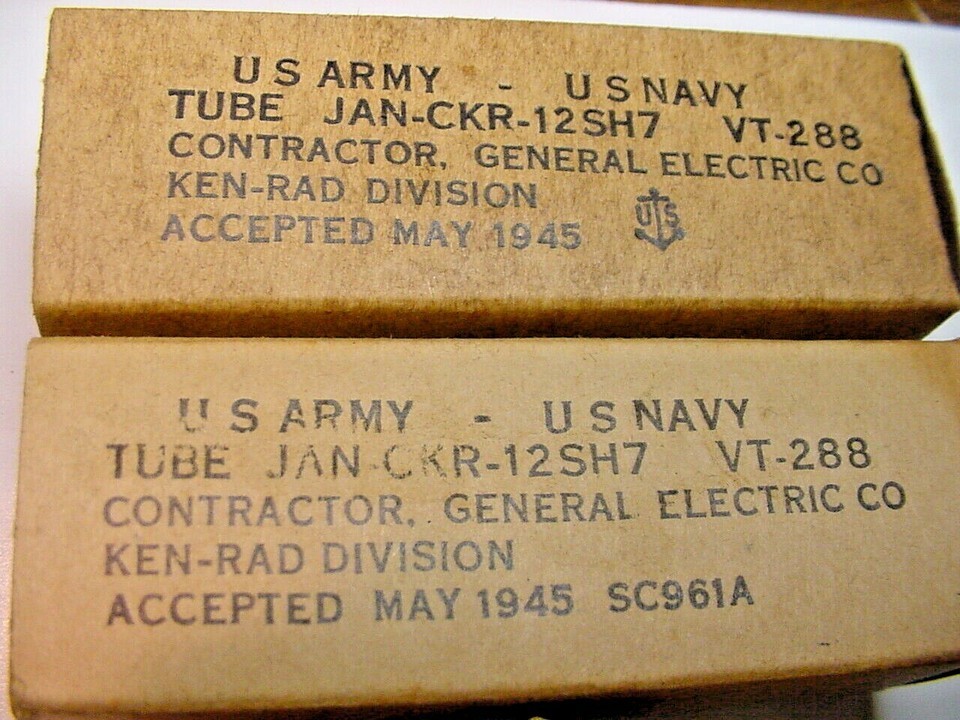 U S ARMY - U S NAVY
TUBE JAN-CKR-12SH7 VT-288
CONTRACTOR, GENERAL ELECTRIC CO
KEN-RAD DIVISION
ACCEPTED MAY 1945 UTS
U S ARMY - U S NAVY
TUBE JAN-CKR-12SH7 VT-288
CONTRACTOR, GENERAL ELECTRIC CO
KEN-RAD DIVISION
ACCEPTED MAY 1945 SC961A